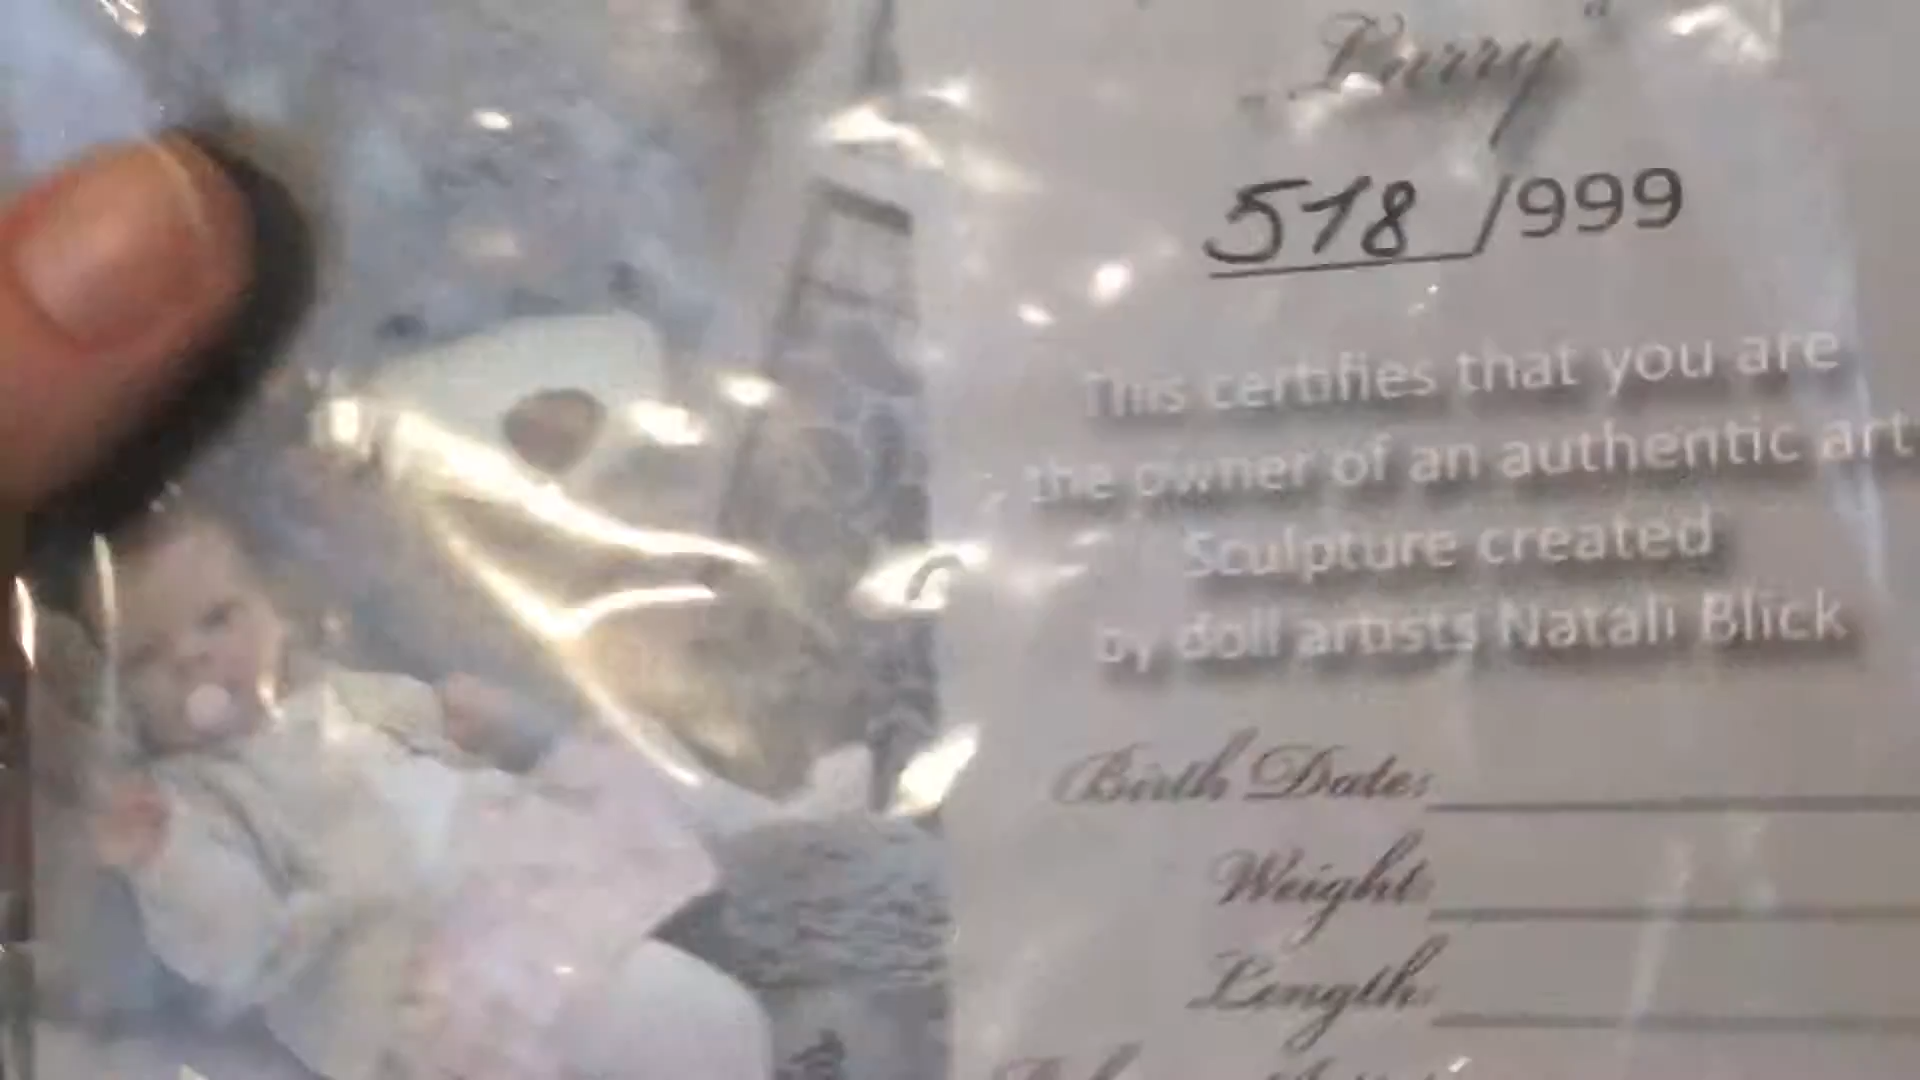 „Larry“
518/999
This certifies that you are
the owner of an authentic art
Sculpture created
by doll artists Natali Blick
Birth Date:
Weight:
Length: